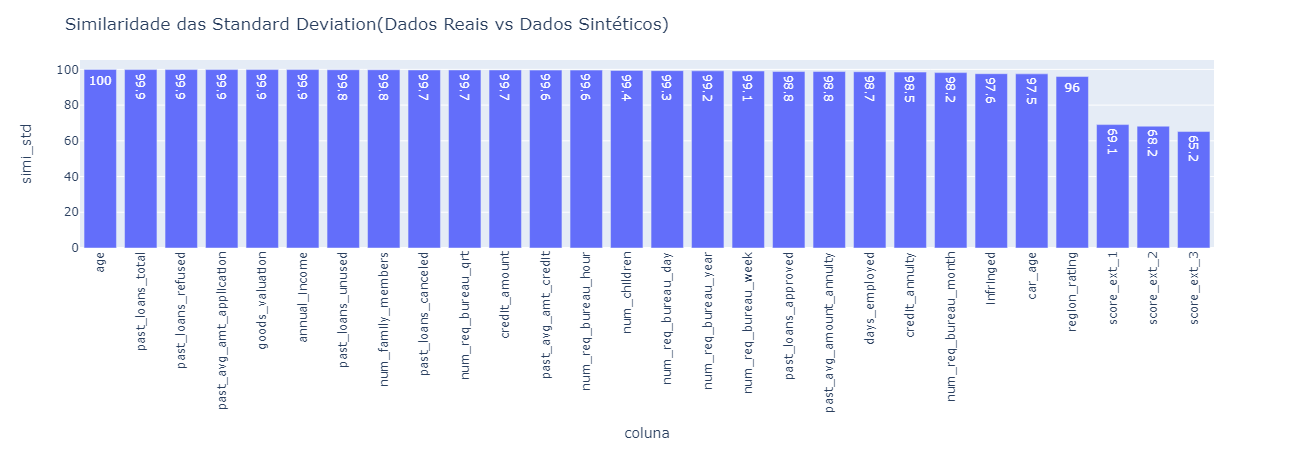 Similaridade das Standard Deviation(Dados Reais vs Dados Sintéticos)
simi_std
100
80
60
40
20
0
100
99.9
99.9
99.9
99.9
99.9
99.8
99.8
99.7
99.7
99.7
99.6
99.6
99.4
99.3
99.2
99.1
98.8
98.8
98.7
98.5
98.2
97.6
97.5
96
69.1
68.2
65.2
age
past_loans_total
past_loans_refused
past_avg_amt_application
goods_valuation
annual_income
past_loans_unused
num_family_members
past_loans_canceled
num_req_bureau_qrt
credit_amount
past_avg_amt_credit
num_req_bureau_hour
num_children
num_req_bureau_day
num_req_bureau_year
num_req_bureau_week
past_loans_approved
past_avg_amount_annuity
days_employed
credit_annuity
num_req_bureau_month
infringed
car_age
region_rating
score_ext_1
score_ext_2
score_ext_3
coluna